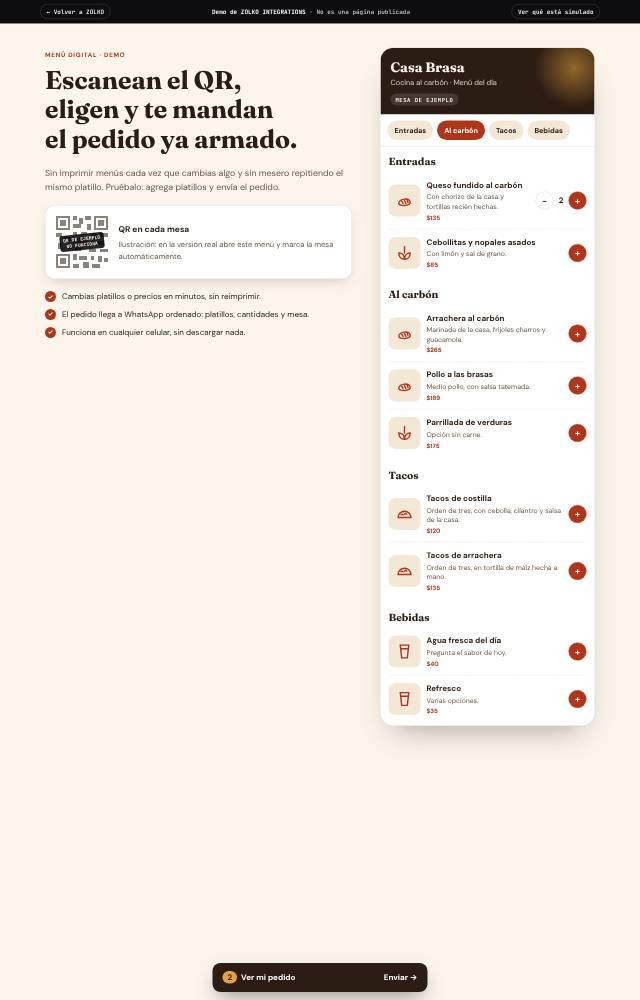 ← Volver a ZOLKO
Demo de ZOLKO INTEGRATIONS · No es una página publicada
Ver qué está simulado
MENÚ DIGITAL · DEMO
Escanean el QR,
eligen y te mandan
el pedido ya armado.
Sin imprimir menús cada vez que cambias algo y sin mesero repitiendo el
mismo platillo. Pruébalo: agrega platillos y envía el pedido.
QR DE EJEMPLO
NO FUNCIONA
QR en cada mesa
Ilustración: en la versión real abre este menú y marca la mesa
automáticamente.
Cambias platillos o precios en minutos, sin reimprimir.
El pedido llega a WhatsApp ordenado: platillos, cantidades y mesa.
Funciona en cualquier celular, sin descargar nada.
Casa Brasa
Cocina al carbón · Menú del día
MESA DE EJEMPLO
Entradas
Al carbón
Tacos
Bebidas
Entradas
Queso fundido al carbón
Con chorizo de la casa y
tortillas recién hechas.
$135
− 2 +
Cebollitas y nopales asados
Con limón y sal de grano.
$85
+
Al carbón
Arrachera al carbón
Marinada de la casa, frijoles charros y
guacamole.
$265
+
Pollo a las brasas
Medio pollo, con salsa tatemada.
$189
+
Parrillada de verduras
Opción sin carne.
$175
+
Tacos
Tacos de costilla
Orden de tres, con cebolla, cilantro y salsa
de la casa.
$120
+
Tacos de arrachera
Orden de tres, en tortilla de maíz hecha a
mano.
$135
+
Bebidas
Agua fresca del día
Pregunta el sabor de hoy.
$40
+
Refresco
Varias opciones.
$35
+
2 Ver mi pedido
Enviar →